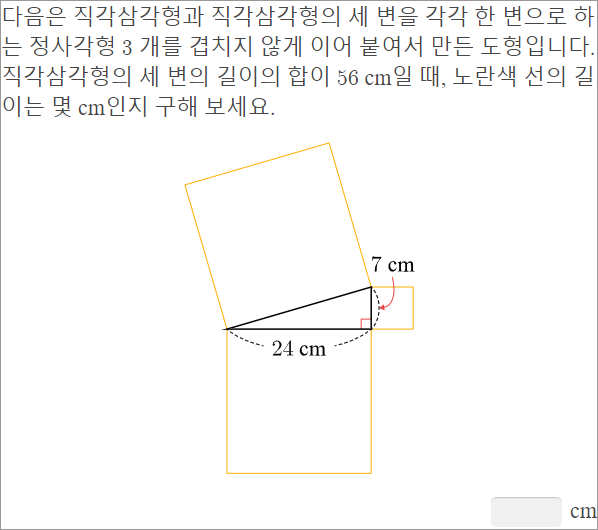 다음은 직각삼각형과 직각삼각형의 세 변을 각각 한 변으로 하
는 정사각형 3 개를 겹치지 않게 이어 붙여서 만든 도형입니다.
직각삼각형의 세 변의 길이의 합이 56 cm일 때, 노란색 선의 길
이는 몇 cm인지 구해 보세요.
7 cm
24 cm
cm